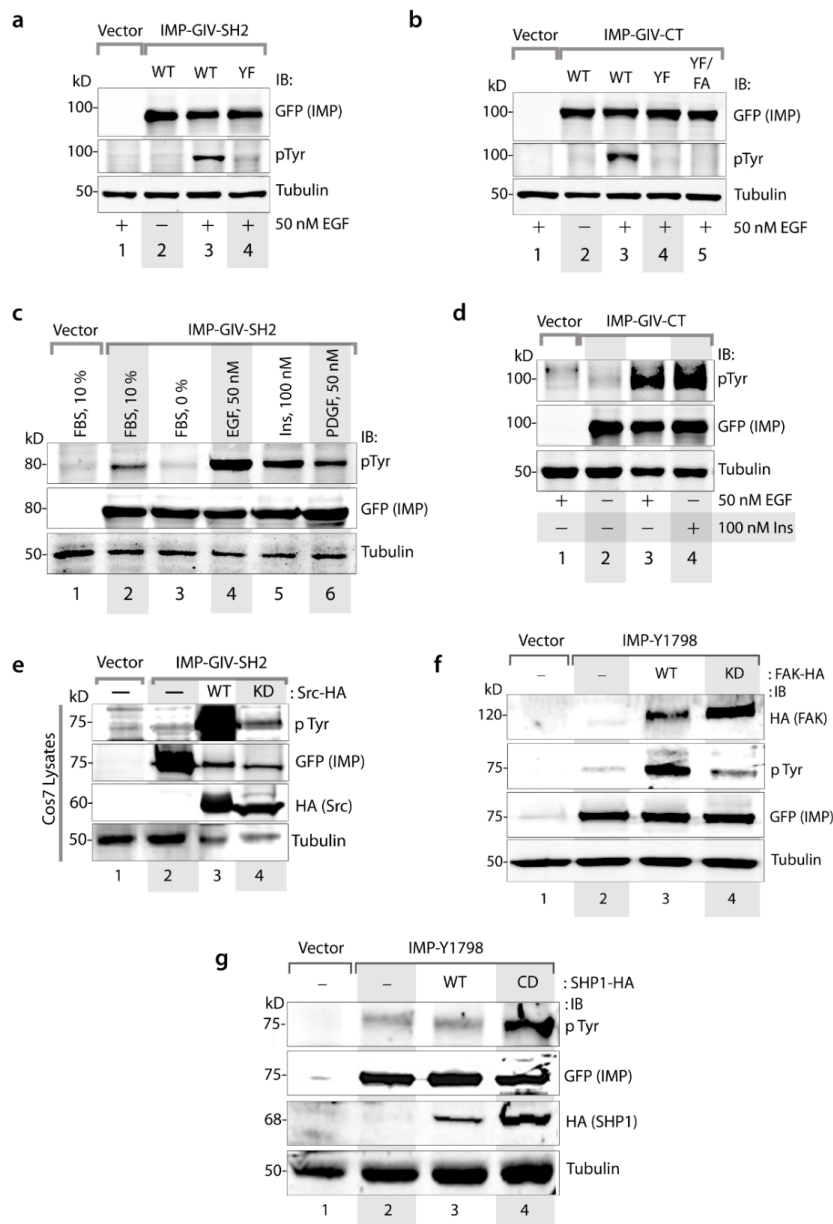 a
Vector IMP-GIV-SH2
WT WT YF
kD IB:
100 GFP (IMP)
100 pTyr
50 Tubulin
+ – + + 50 nM EGF
1 2 3 4
b
Vector IMP-GIV-CT
WT WT YF YF/FA
kD IB:
100 GFP (IMP)
100 pTyr
50 Tubulin
+ – + + + 50 nM EGF
1 2 3 4 5
c
Vector IMP-GIV-SH2
FBS, 10 % FBS, 10 % FBS, 0 % EGF, 50 nM Ins, 100 nM PDGF, 50 nM
kD IB:
80 pTyr
80 GFP (IMP)
50 Tubulin
1 2 3 4 5 6
d
Vector IMP-GIV-CT
kD IB:
100 pTyr
100 GFP (IMP)
50 Tubulin
+ – + – 50 nM EGF
– – – + 100 nM Ins
1 2 3 4
e
Vector IMP-GIV-SH2
– – WT KD : Src-HA
kD
75 p Tyr
75 GFP (IMP)
60 HA (Src)
50 Tubulin
Cos7 Lysates
1 2 3 4
f
Vector IMP-Y1798
– – WT KD : FAK-HA
kD :IB
120 HA (FAK)
75 p Tyr
75 GFP (IMP)
50 Tubulin
1 2 3 4
g
Vector IMP-Y1798
– – WT CD : SHP1-HA
kD : IB
75 p Tyr
75 GFP (IMP)
68 HA (SHP1)
50 Tubulin
1 2 3 4